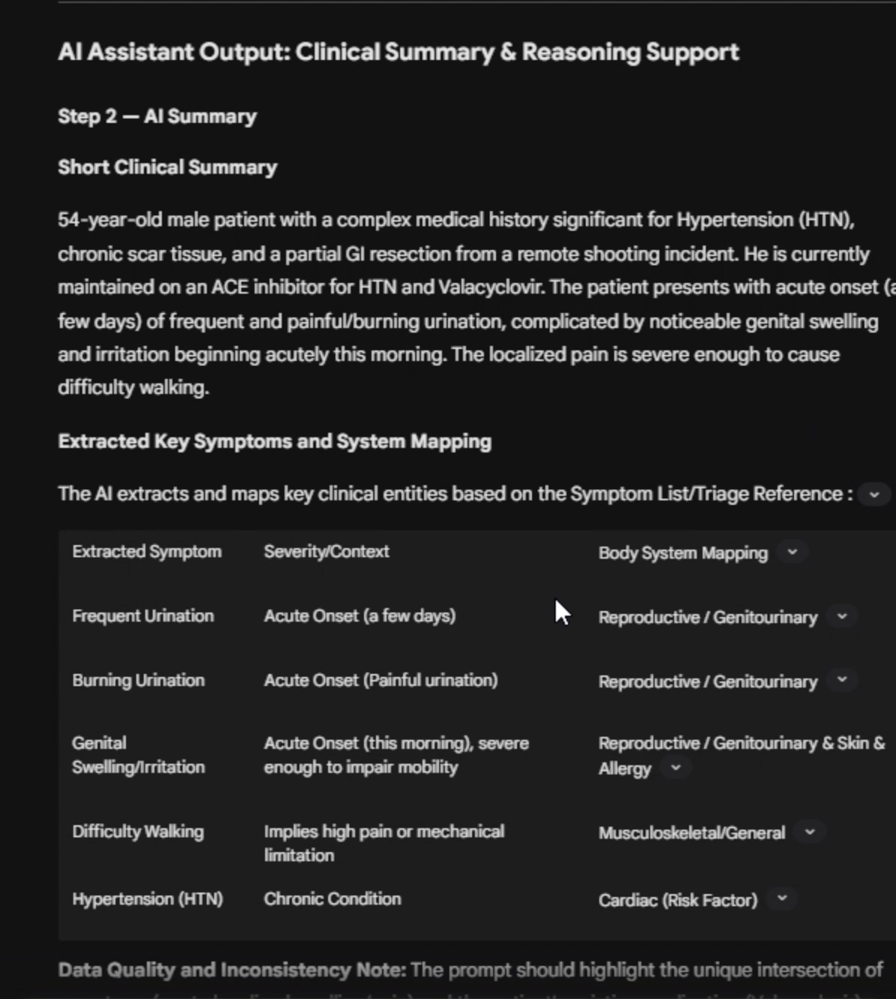 AI Assistant Output: Clinical Summary & Reasoning Support
Step 2 — AI Summary
Short Clinical Summary
54-year-old male patient with a complex medical history significant for Hypertension (HTN),
chronic scar tissue, and a partial GI resection from a remote shooting incident. He is currently
maintained on an ACE inhibitor for HTN and Valacyclovir. The patient presents with acute onset (a
few days) of frequent and painful/burning urination, complicated by noticeable genital swelling
and irritation beginning acutely this morning. The localized pain is severe enough to cause
difficulty walking.
Extracted Key Symptoms and System Mapping
The AI extracts and maps key clinical entities based on the Symptom List/Triage Reference :
Extracted Symptom Severity/Context Body System Mapping
Frequent Urination Acute Onset (a few days) Reproductive / Genitourinary
Burning Urination Acute Onset (Painful urination) Reproductive / Genitourinary
Genital Acute Onset (this morning), severe Reproductive / Genitourinary & Skin &
Swelling/Irritation enough to impair mobility Allergy
Difficulty Walking Implies high pain or mechanical Musculoskeletal/General
limitation
Hypertension (HTN) Chronic Condition Cardiac (Risk Factor)
Data Quality and Inconsistency Note: The prompt should highlight the unique intersection of